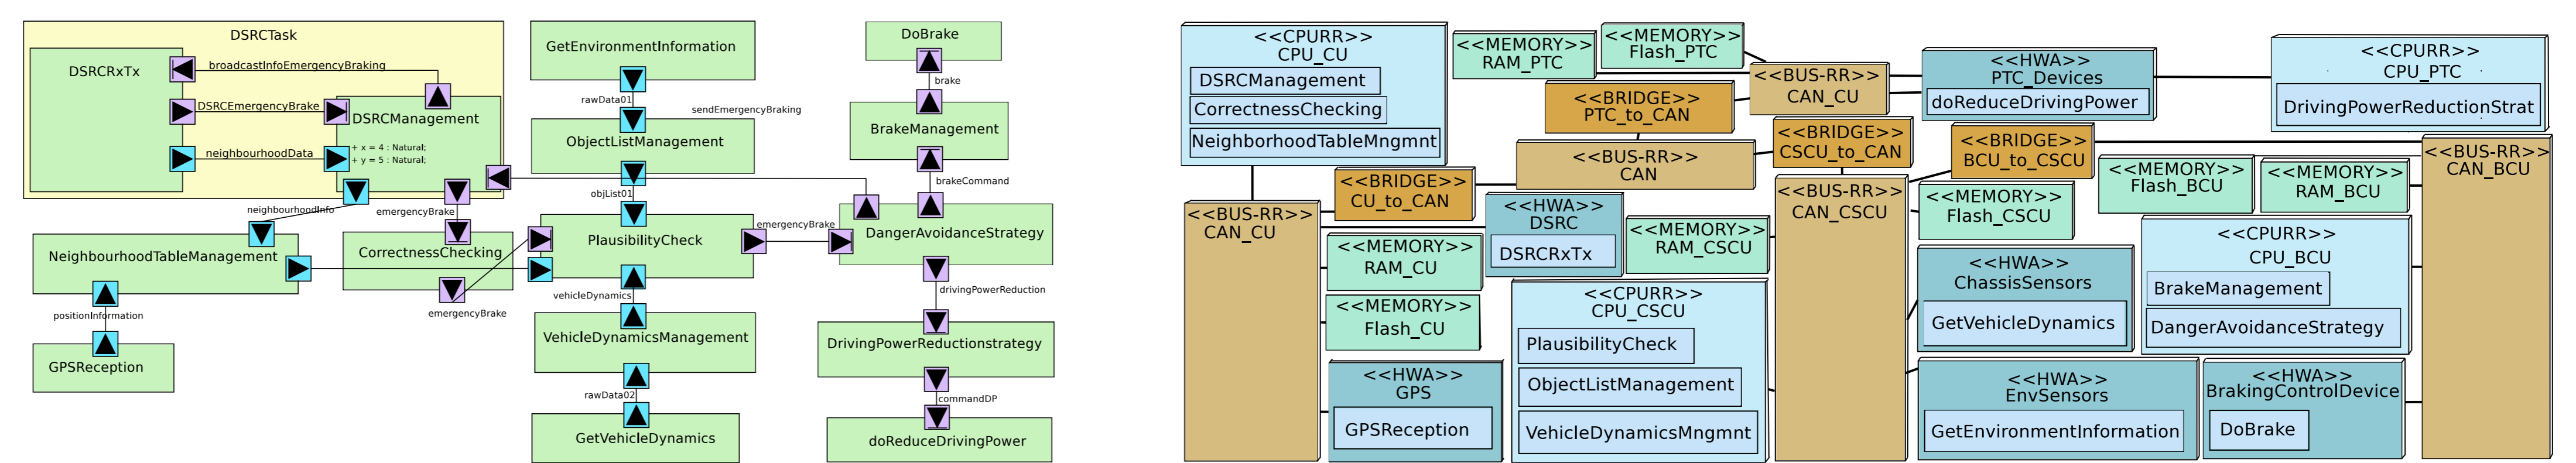 DSRCTask
DSRCRxTx
broadcastInfoEmergencyBraking
DSRCEmergencyBrake
DSRCManagement
+ x = 4 : Natural;
+ y = 5 : Natural;
neighbourhoodData
neighbourhoodInfo
emergencyBrake
NeighbourhoodTableManagement
CorrectnessChecking
emergencyBrake
positionInformation
GPSReception
GetEnvironmentInformation
rawData01
sendEmergencyBraking
ObjectListManagement
objList01
PlausibilityCheck
emergencyBrake
vehicleDynamics
VehicleDynamicsManagement
rawData02
GetVehicleDynamics
DoBrake
brake
BrakeManagement
brakeCommand
DangerAvoidanceStrategy
drivingPowerReduction
DrivingPowerReductionstrategy
commandDP
doReduceDrivingPower
<<CPURR>>
CPU_CU
DSRCManagement
CorrectnessChecking
NeighborhoodTableMngmnt
<<MEMORY>>
RAM_PTC
<<MEMORY>>
Flash_PTC
<<BUS-RR>>
CAN_CU
<<HWA>>
PTC_Devices
doReduceDrivingPower
<<CPURR>>
CPU_PTC
DrivingPowerReductionStrat
<<BRIDGE>>
PTC_to_CAN
<<BUS-RR>>
CAN
<<BRIDGE>>
CSCU_to_CAN
<<BRIDGE>>
BCU_to_CSCU
<<BRIDGE>>
CU_to_CAN
<<BUS-RR>>
CAN_CU
<<HWA>>
DSRC
DSRCRxTx
<<MEMORY>>
RAM_CSCU
<<BUS-RR>>
CAN_CSCU
<<MEMORY>>
Flash_CSCU
<<MEMORY>>
Flash_BCU
<<MEMORY>>
RAM_BCU
<<BUS-RR>>
CAN_BCU
<<MEMORY>>
RAM_CU
<<MEMORY>>
Flash_CU
<<CPURR>>
CPU_CSCU
PlausibilityCheck
ObjectListManagement
VehicleDynamicsMngmnt
<<HWA>>
ChassisSensors
GetVehicleDynamics
<<CPURR>>
CPU_BCU
BrakeManagement
DangerAvoidanceStrategy
<<HWA>>
GPS
GPSReception
<<HWA>>
EnvSensors
GetEnvironmentInformation
<<HWA>>
BrakingControlDevice
DoBrake